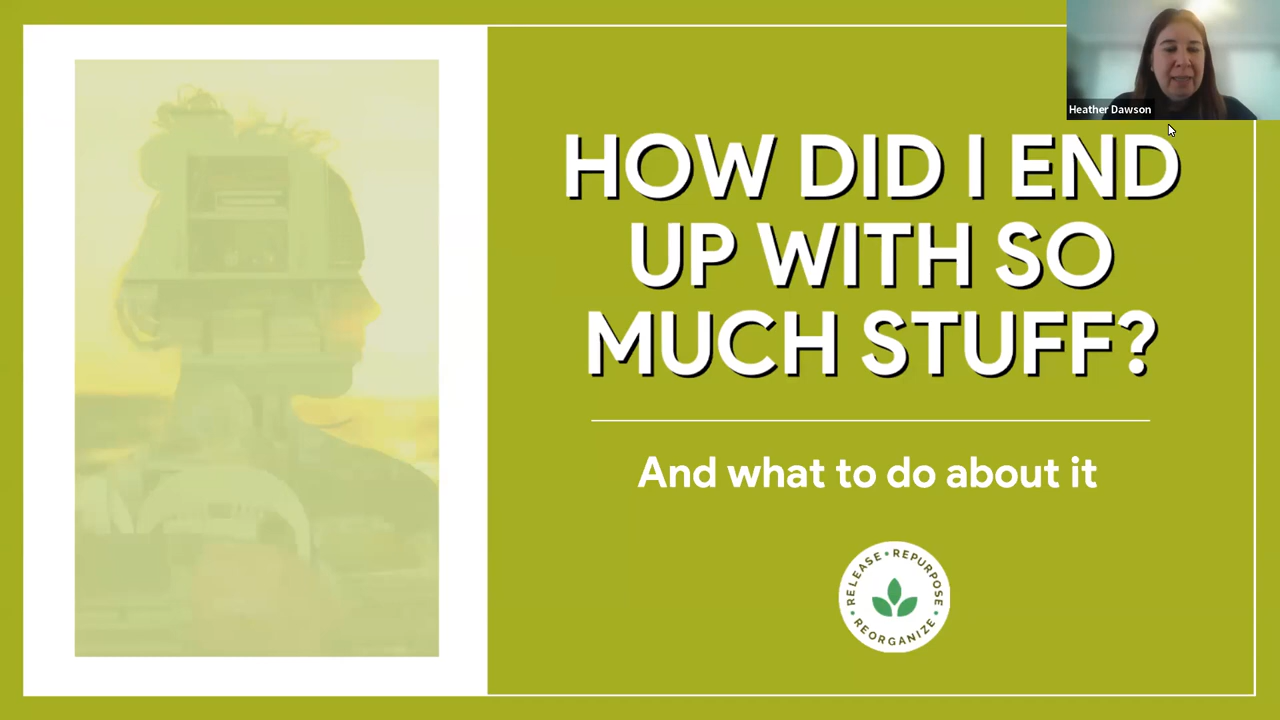 Heather Dawson
HOW DID I END
UP WITH SO
MUCH STUFF?
And what to do about it
RELEASE • REPURPOSE • REORGANIZE •